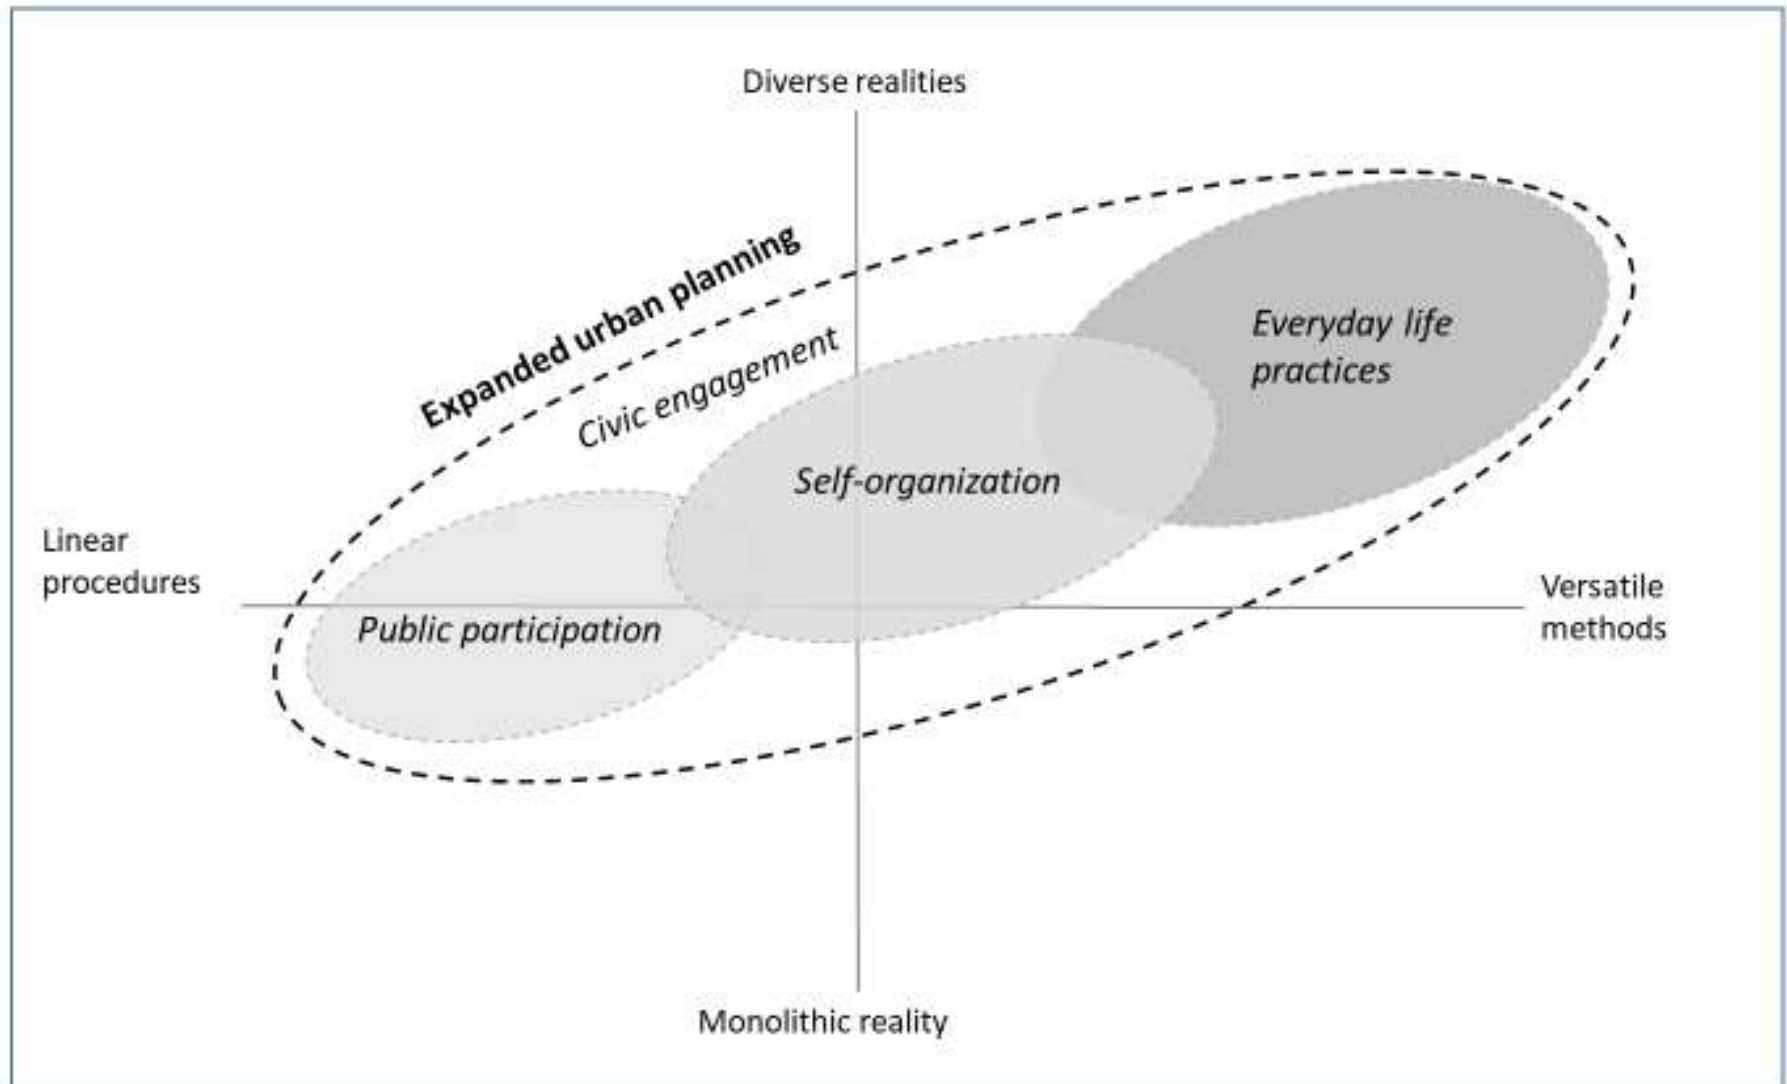 Diverse realities
Expanded urban planning
Civic engagement
Everyday life
practices
Self-organization
Linear
procedures
Public participation
Versatile
methods
Monolithic reality